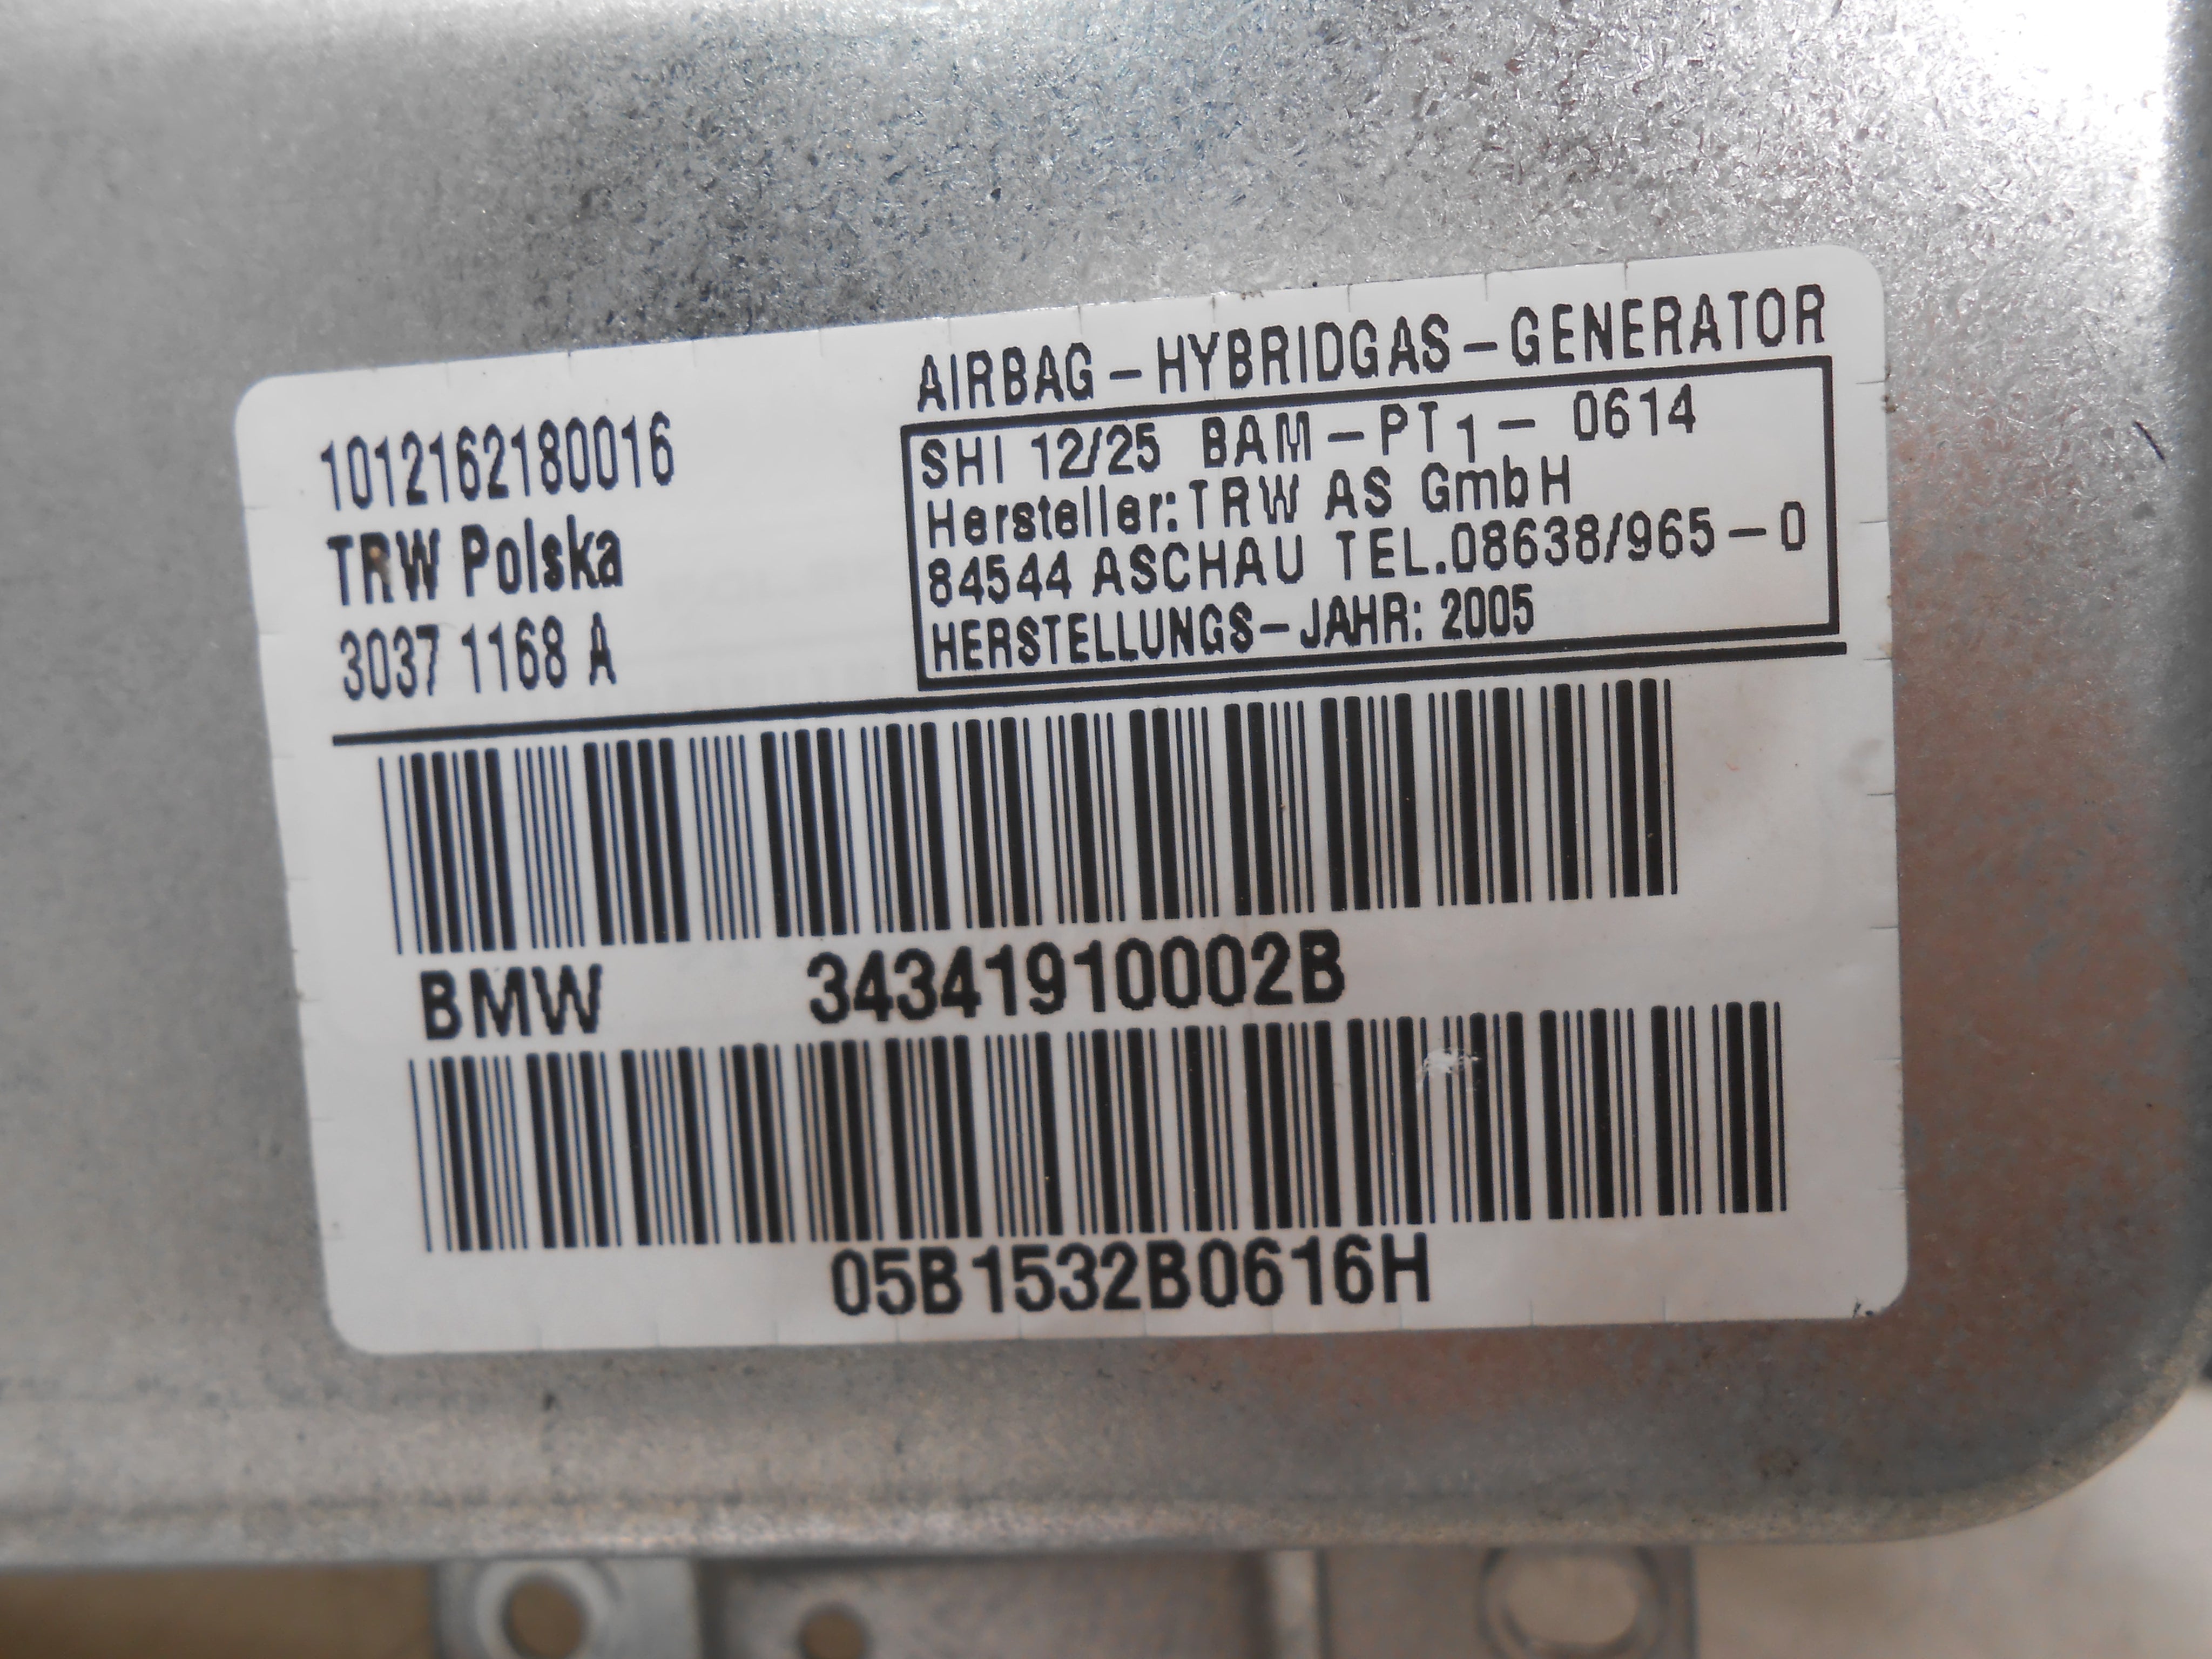 AIRBAG-HYBRIDGAS-GENERATOR
1012162180016
TRW Polska
3037 1168 A
SHI 12/25 BAM-PT1- 0614
Hersteller:TRW AS GmbH
84544 ASCHAU TEL.08638/965-0
HERSTELLUNGS-JAHR: 2005
BMW 34341910002B
05B1532B0616H